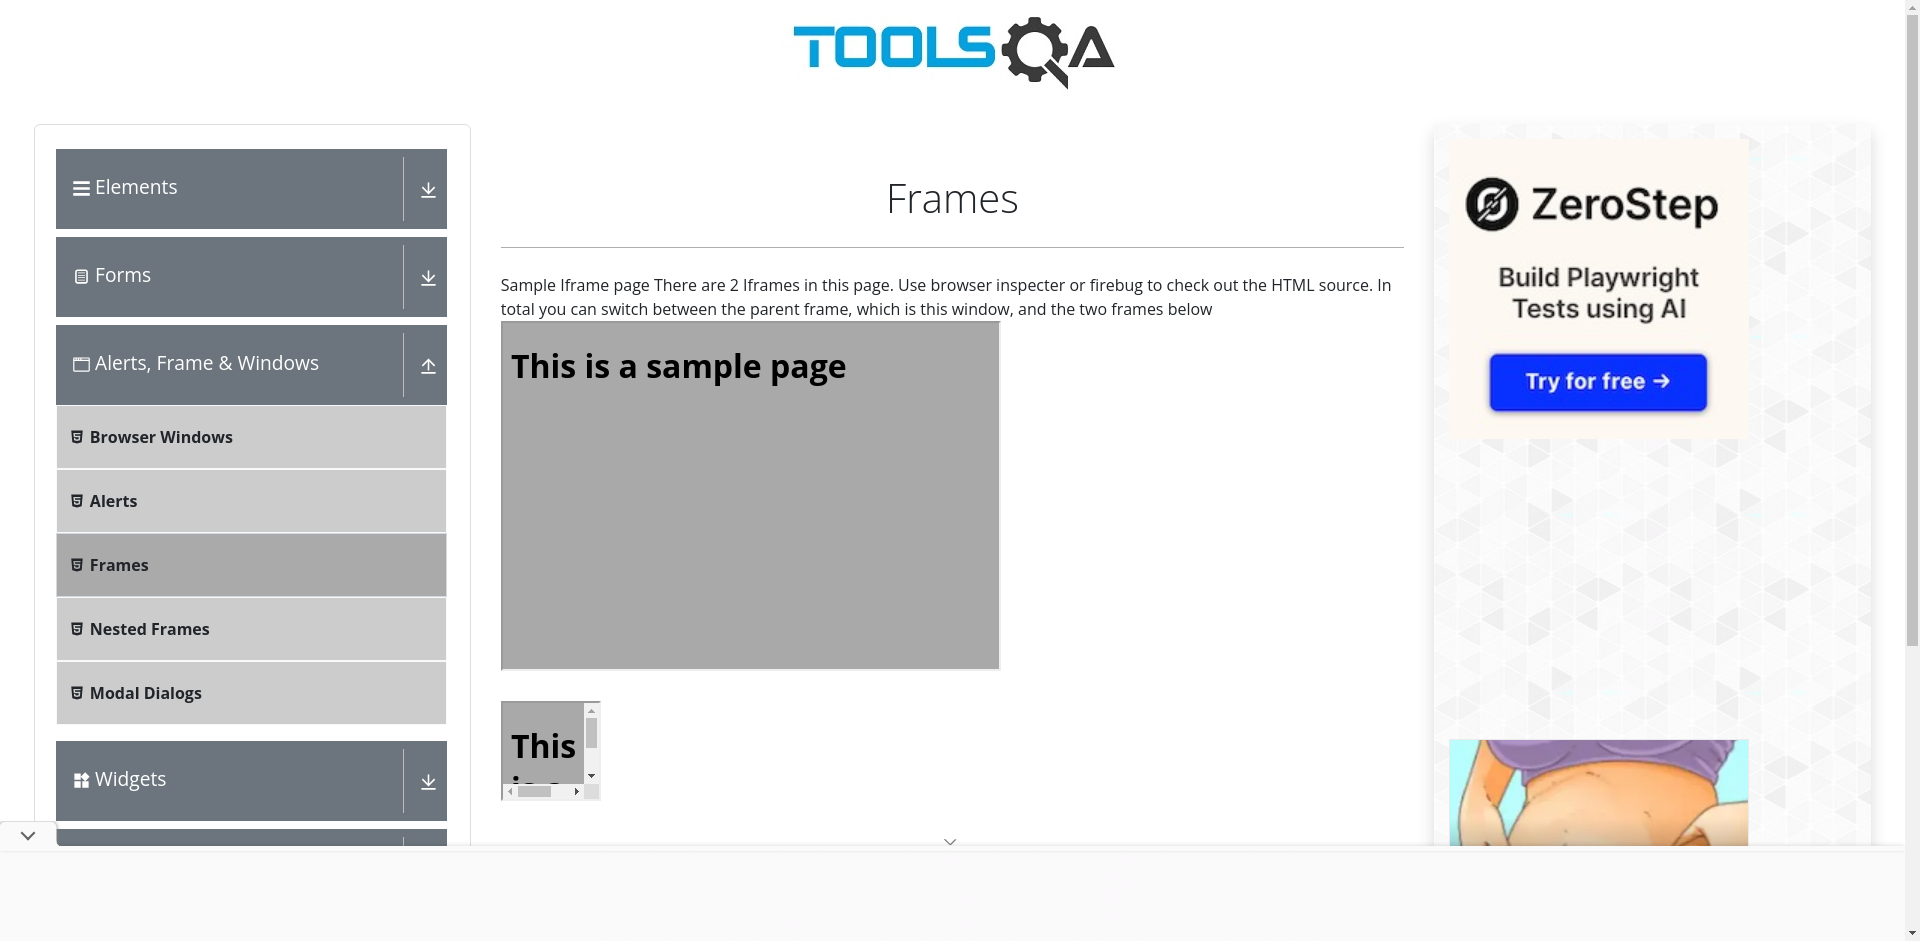 TOOLSQA
Elements
Forms
Alerts, Frame & Windows
Browser Windows
Alerts
Frames
Nested Frames
Modal Dialogs
Widgets
Frames
Sample Iframe page There are 2 Iframes in this page. Use browser inspecter or firebug to check out the HTML source. In
total you can switch between the parent frame, which is this window, and the two frames below
This is a sample page
This
is a
ZeroStep
Build Playwright
Tests using AI
Try for free →